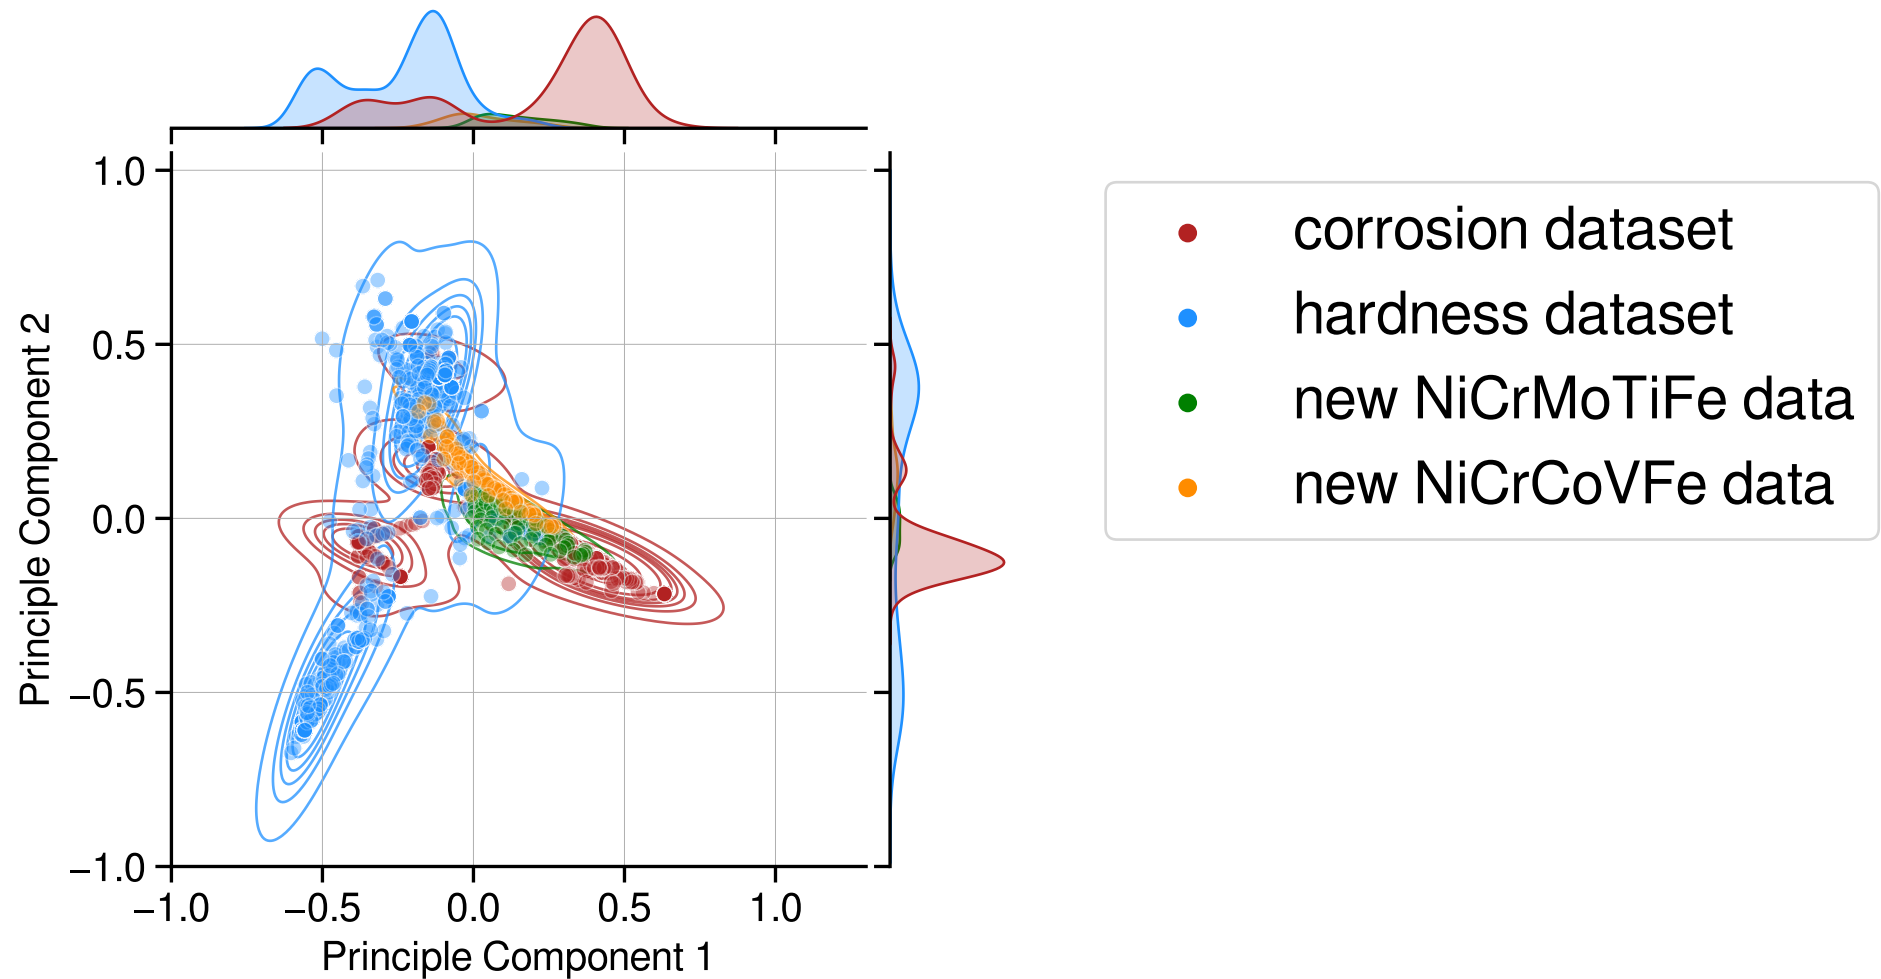 1.0
0.5
0.0
−0.5
−1.0
Principle Component 2
−1.0 −0.5 0.0 0.5 1.0
Principle Component 1
corrosion dataset
hardness dataset
new NiCrMoTiFe data
new NiCrCoVFe data